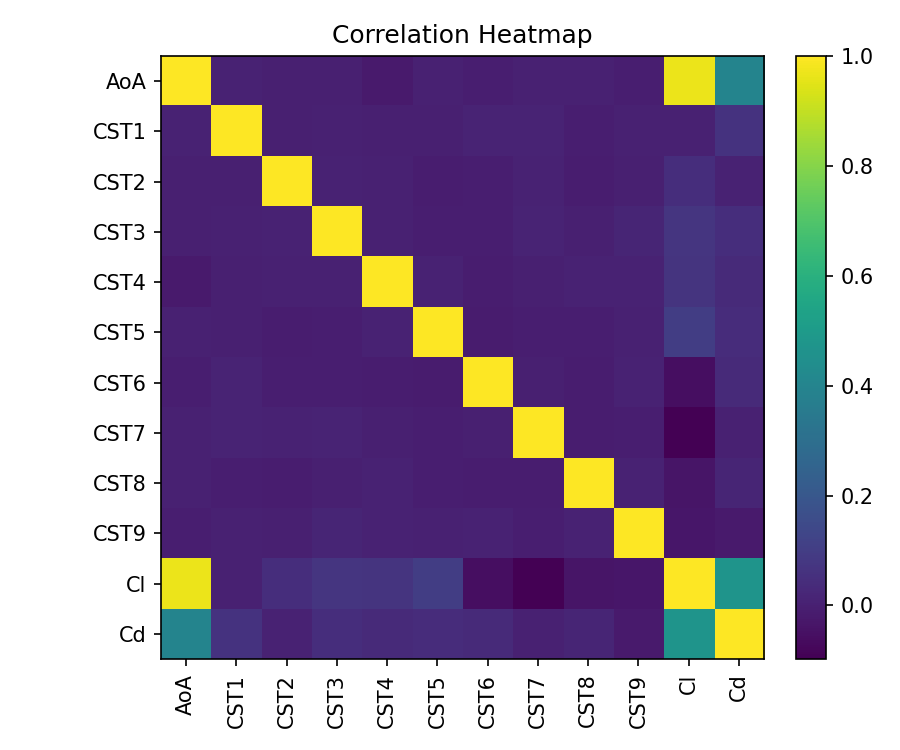 Correlation Heatmap
AoA
CST1
CST2
CST3
CST4
CST5
CST6
CST7
CST8
CST9
Cl
Cd
AoA
CST1
CST2
CST3
CST4
CST5
CST6
CST7
CST8
CST9
Cl
Cd
1.0
0.8
0.6
0.4
0.2
0.0